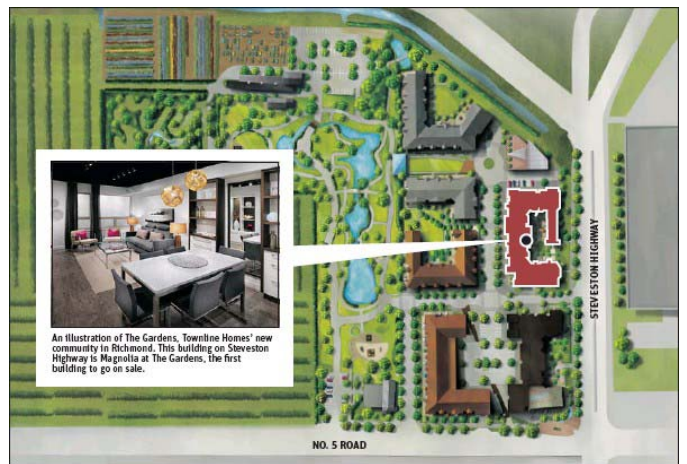 STEVESTON HIGHWAY
An illustration of The Gardens, Townline Homes' new
community in Richmond. This building on Steveston
Highway is Magnolia at The Gardens, the first
building to go on sale.
NO. 5 ROAD